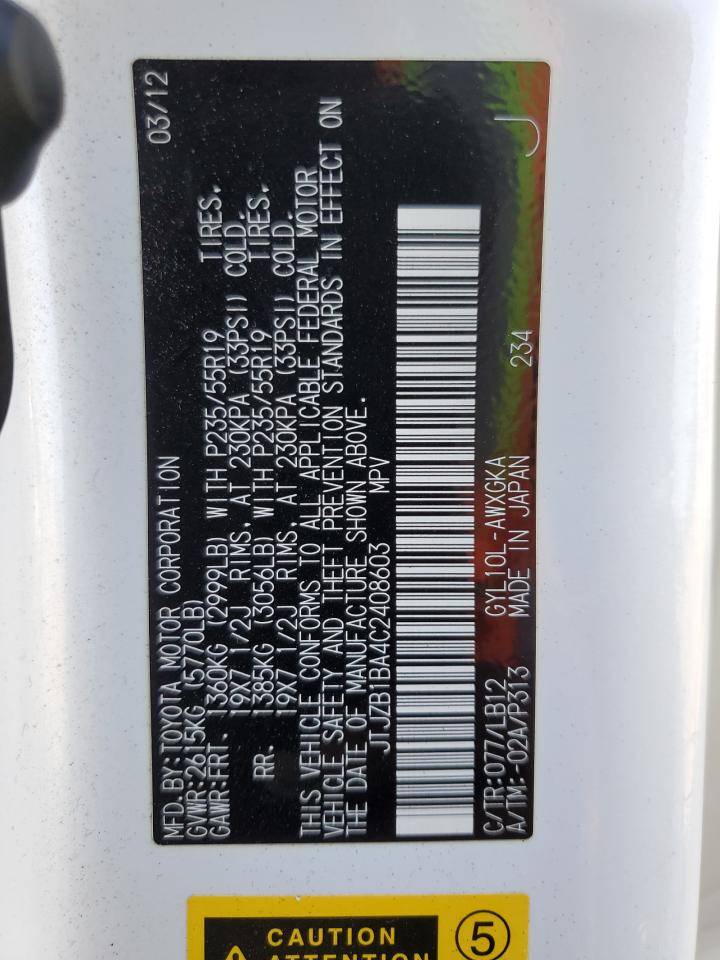 MFD.BY:TOYOTA MOTOR CORPORATION 03/12
GVWR:2615KG (5770LB)
GAWR:FRT. 1360KG (2999LB) WITH P235/55R19 TIRES.
19X7 1/2J RIMS. AT 230KPA (33PSI) COLD.
RR. 1385KG (3056LB) WITH P235/55R19 TIRES.
19X7 1/2J RIMS. AT 230KPA (33PSI) COLD.
THIS VEHICLE CONFORMS TO ALL APPLICABLE FEDERAL MOTOR
VEHICLE SAFETY AND THEFT PREVENTION STANDARDS IN EFFECT ON
THE DATE OF MANUFACTURE SHOWN ABOVE.
JTJZB1BA4C2408603 MPV
C/TR:077/LB12 GYL10L-AWXGKA
A/TM:-02A/P313 MADE IN JAPAN 234 J
CAUTION 5
ATTENTION